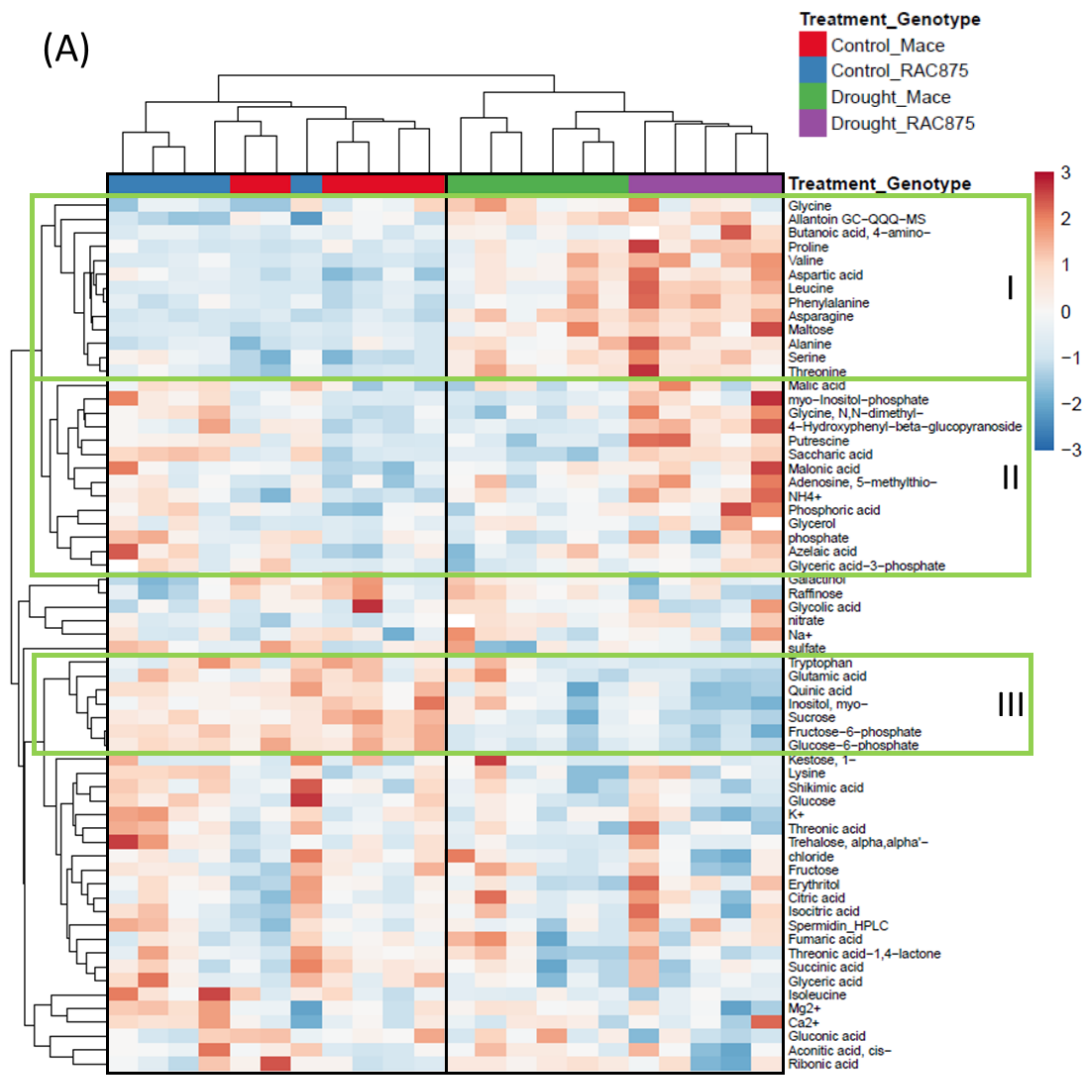 (A)
Treatment_Genotype
Control_Mace
Control_RAC875
Drought_Mace
Drought_RAC875
Treatment_Genotype
3
2
1
0
−1
−2
−3
Glycine
Allantoin GC−QQQ−MS
Butanoic acid, 4−amino−
Proline
Valine
Aspartic acid
Leucine
Phenylalanine
Asparagine
Maltose
Alanine
Serine
Threonine
I
Malic acid
myo−Inositol−phosphate
Glycine, N,N−dimethyl−
4−Hydroxyphenyl−beta−glucopyranoside
Putrescine
Saccharic acid
Malonic acid
Adenosine, 5−methylthio−
NH4+
Phosphoric acid
Glycerol
phosphate
Azelaic acid
Glyceric acid−3−phosphate
II
Galactinol
Raffinose
Glycolic acid
nitrate
Na+
sulfate
Tryptophan
Glutamic acid
Quinic acid
Inositol, myo−
Sucrose
Fructose−6−phosphate
Glucose−6−phosphate
III
Kestose, 1−
Lysine
Shikimic acid
Glucose
K+
Threonic acid
Trehalose, alpha,alpha'−
chloride
Fructose
Erythritol
Citric acid
Isocitric acid
Spermidin_HPLC
Fumaric acid
Threonic acid−1,4−lactone
Succinic acid
Glyceric acid
Isoleucine
Mg2+
Ca2+
Gluconic acid
Aconitic acid, cis−
Ribonic acid